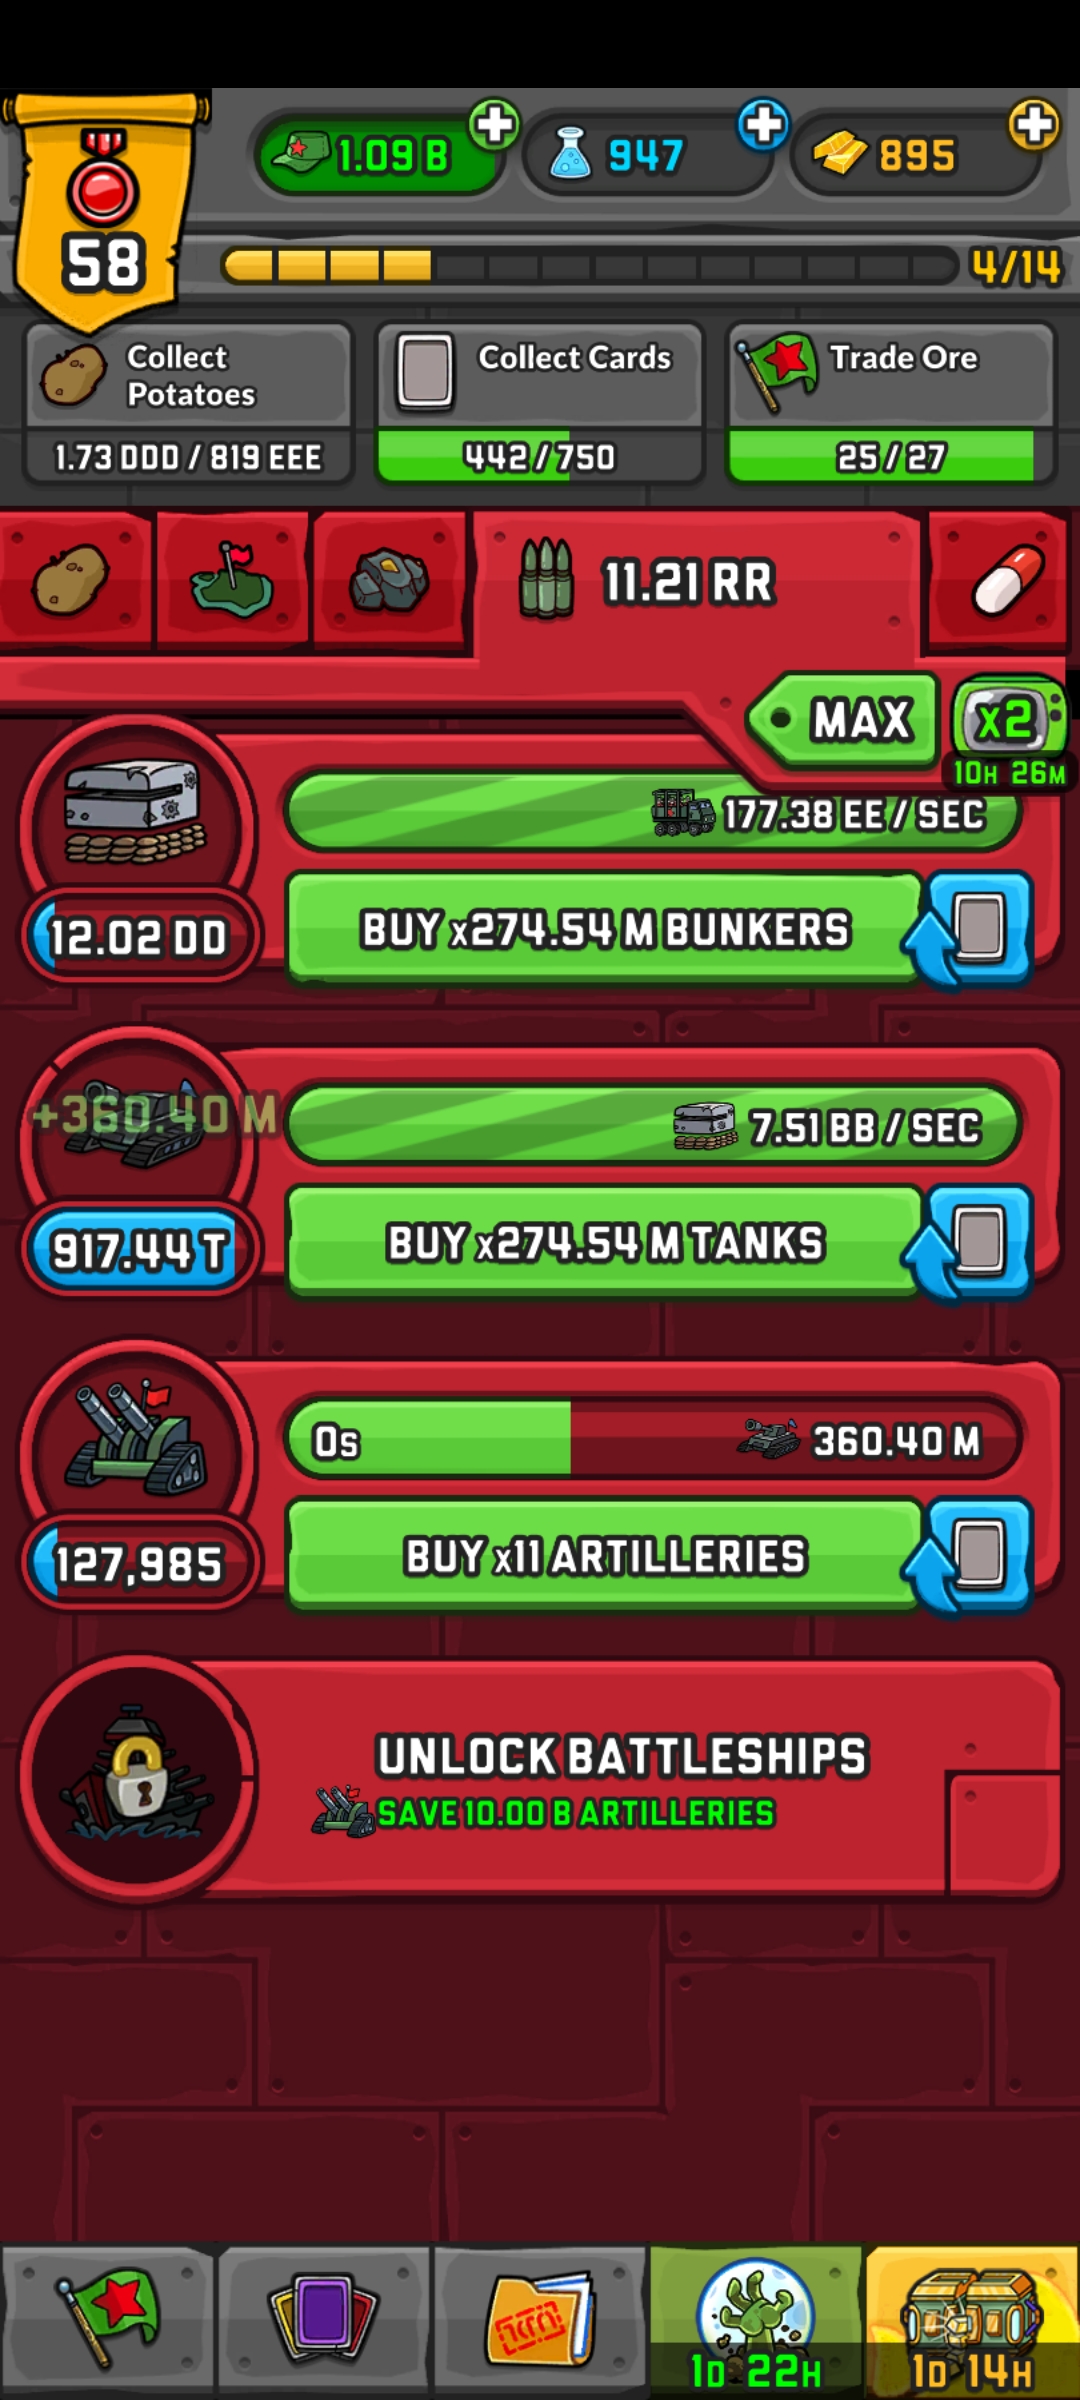 58
1.09 B
947
895
4/14
Collect
Potatoes
1.73 DDD / 819 EEE
Collect Cards
442/750
Trade Ore
25/27
11.21 RR
MAX
x2
10H 26M
177.38 EE / SEC
12.02 DD
BUY x274.54 M BUNKERS
+360.40 M
7.51 BB / SEC
917.44 T
BUY x274.54 M TANKS
0s
360.40 M
127,985
BUY x11 ARTILLERIES
UNLOCK BATTLESHIPS
SAVE 10.00 B ARTILLERIES
1D 22H
1D 14H